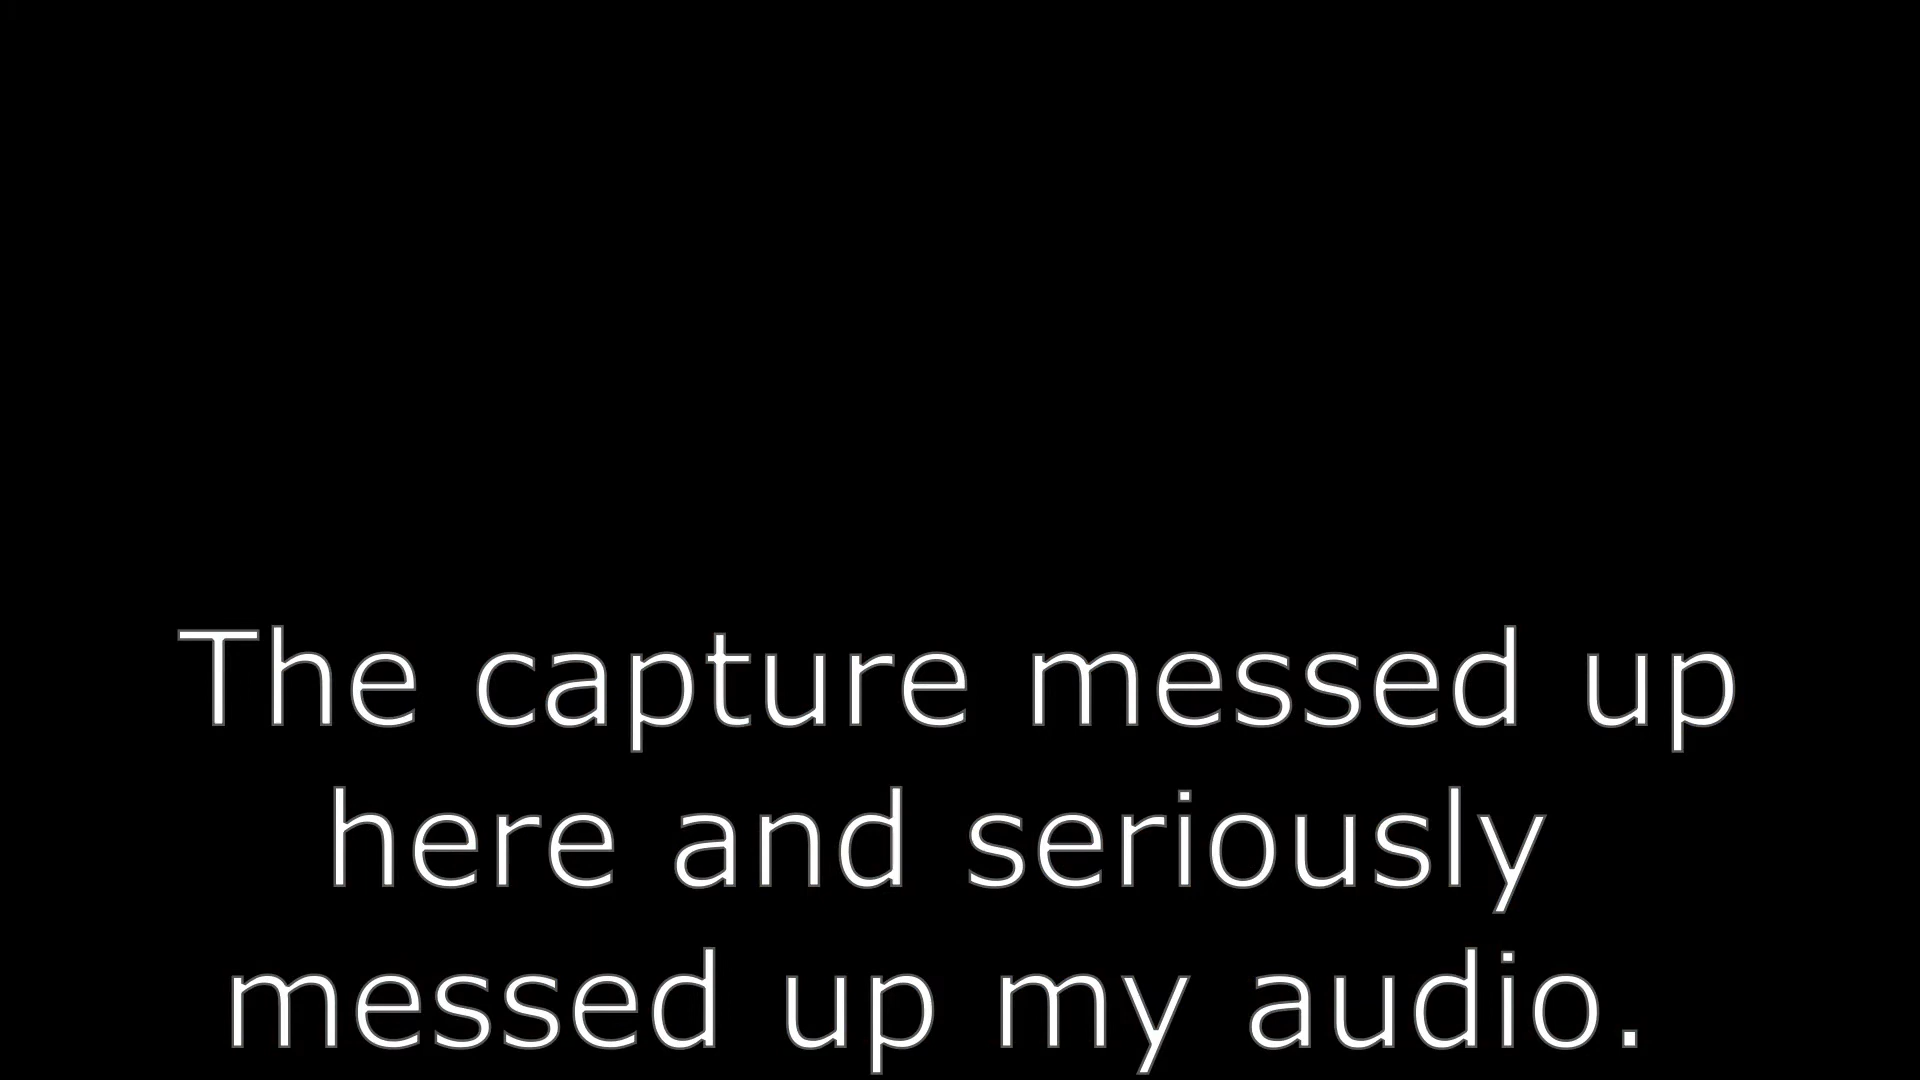 The capture messed up
here and seriously
messed up my audio.